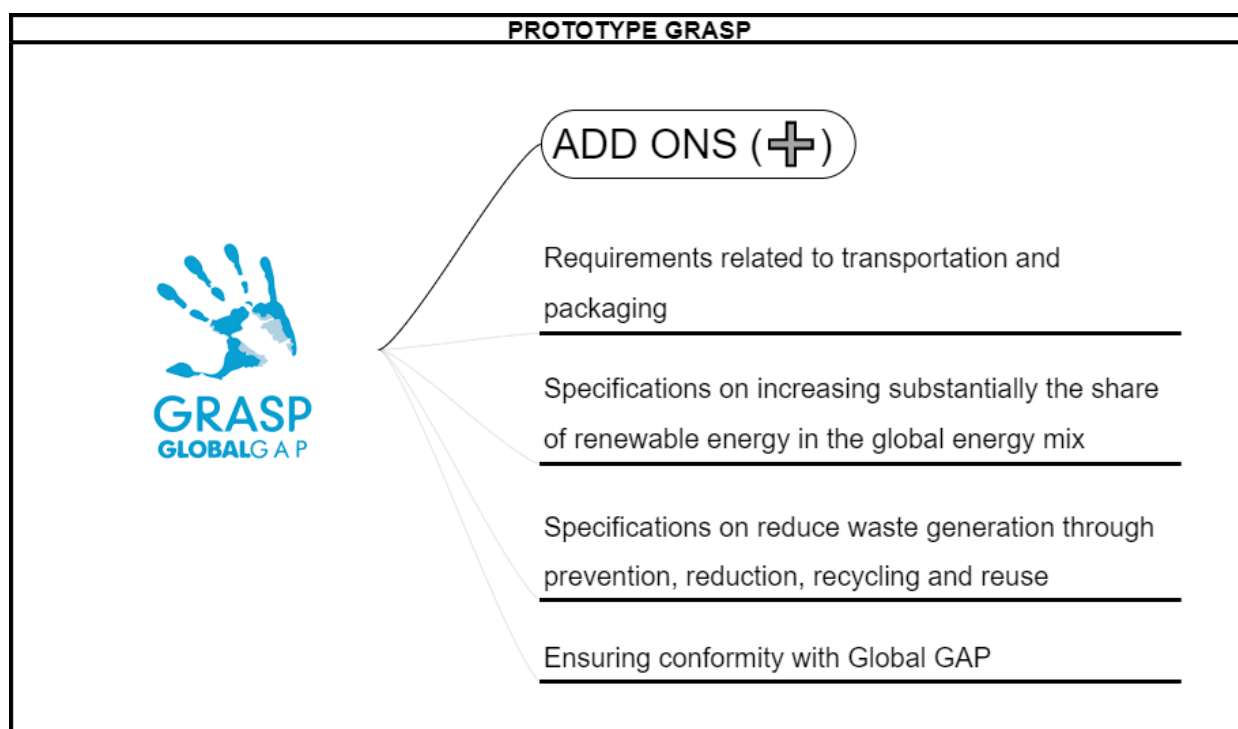 PROTOTYPE GRASP
ADD ONS (+)
GRASP
GLOBALG A P
Requirements related to transportation and
packaging
Specifications on increasing substantially the share
of renewable energy in the global energy mix
Specifications on reduce waste generation through
prevention, reduction, recycling and reuse
Ensuring conformity with Global GAP